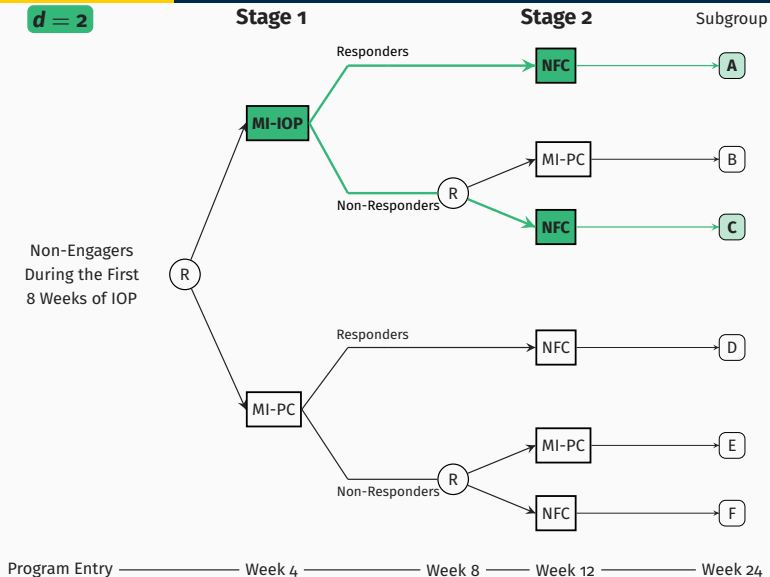 d = 2
Stage 1
Stage 2
Subgroup
Responders
NFC
A
MI-IOP
MI-PC
B
R
Non-Responders
NFC
C
Non-Engagers
During the First
8 Weeks of IOP
R
Responders
NFC
D
MI-PC
MI-PC
E
R
Non-Responders
NFC
F
Program Entry
Week 4
Week 8
Week 12
Week 24